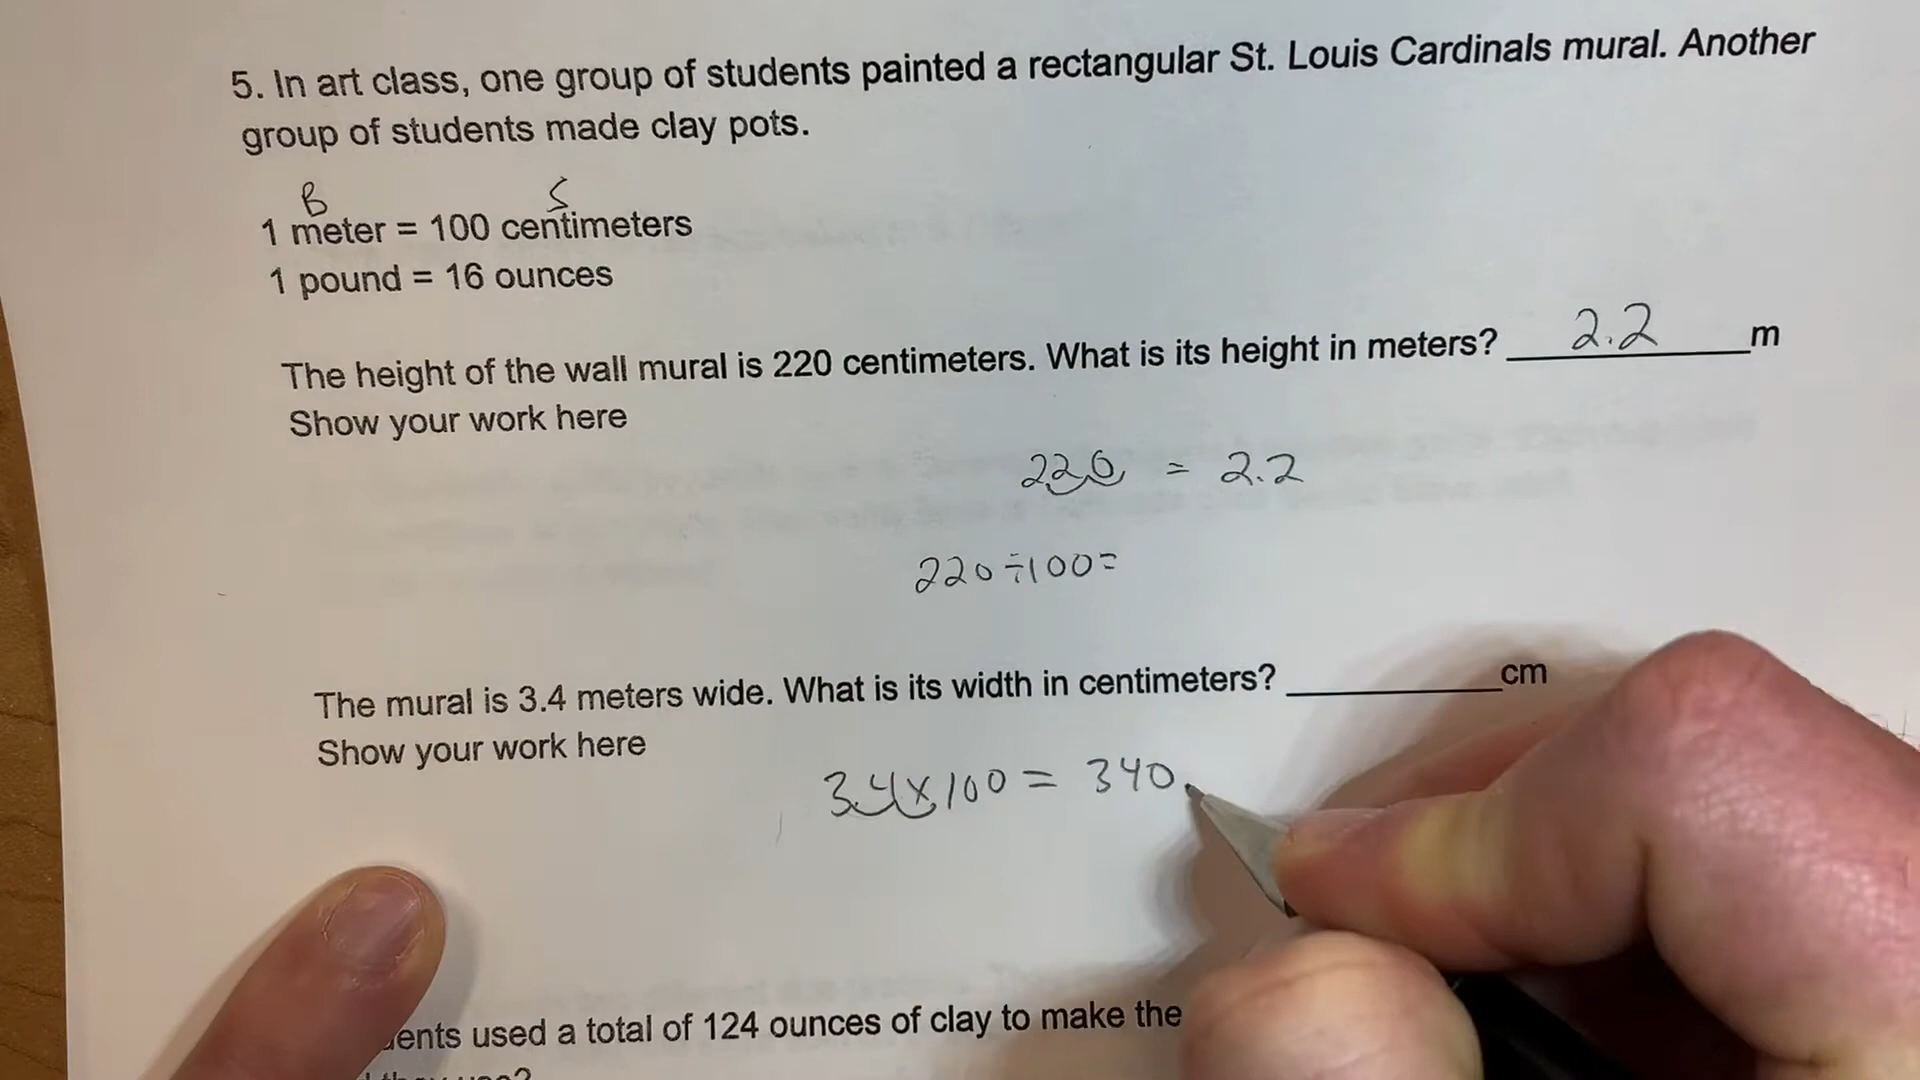 5. In art class, one group of students painted a rectangular St. Louis Cardinals mural. Another
group of students made clay pots.
B S
1 meter = 100 centimeters
1 pound = 16 ounces
The height of the wall mural is 220 centimeters. What is its height in meters? 2.2 m
Show your work here
220 = 2.2
220÷100=
The mural is 3.4 meters wide. What is its width in centimeters? ________ cm
Show your work here
3.4x100 = 340.
ents used a total of 124 ounces of clay to make the